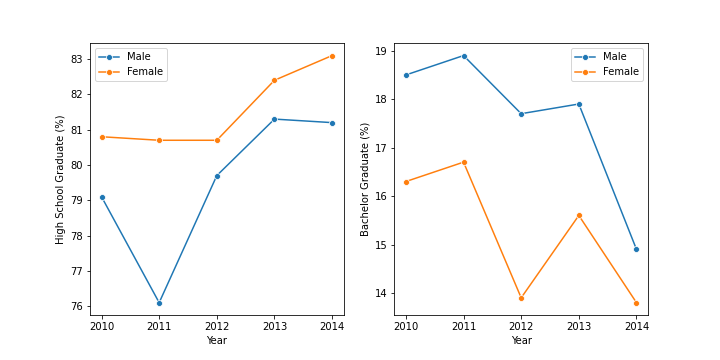 Male
Female
83
82
81
80
79
78
77
76
High School Graduate (%)
2010 2011 2012 2013 2014
Year
Male
Female
19
18
17
16
15
14
Bachelor Graduate (%)
2010 2011 2012 2013 2014
Year